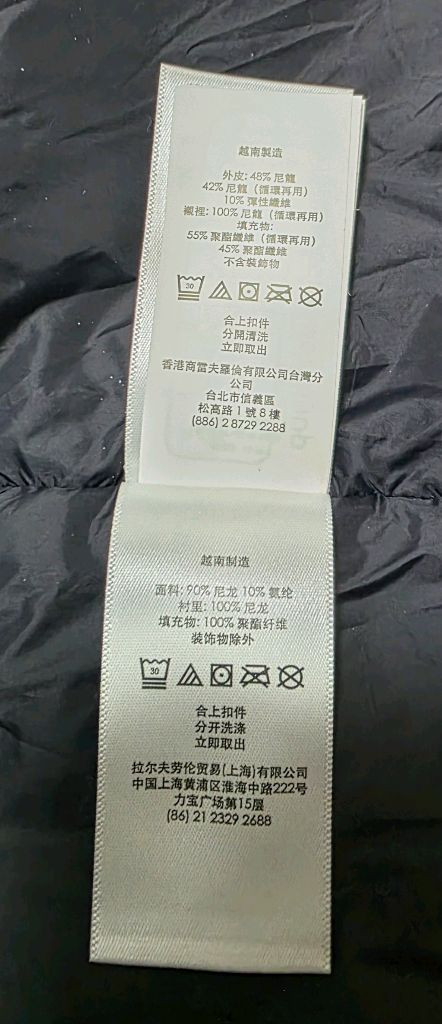 越南製造
外皮: 48% 尼龍
42% 尼龍（循環再用）
10% 彈性纖維
襯裡: 100% 尼龍（循環再用）
填充物:
55% 聚酯纖維（循環再用）
45% 聚酯纖維
不含裝飾物
30
合上扣件
分開清洗
立即取出
香港商雷夫羅倫有限公司台灣分
公司
台北市信義區
松高路 1 號 8 樓
(886) 2 8729 2288
越南制造
面料: 90% 尼龙 10% 氨纶
衬里: 100% 尼龙
填充物: 100% 聚酯纤维
装饰物除外
30
合上扣件
分开洗涤
立即取出
拉尔夫劳伦贸易(上海)有限公司
中国上海黄浦区淮海中路222号
力宝广场第15层
(86) 21 2329 2688